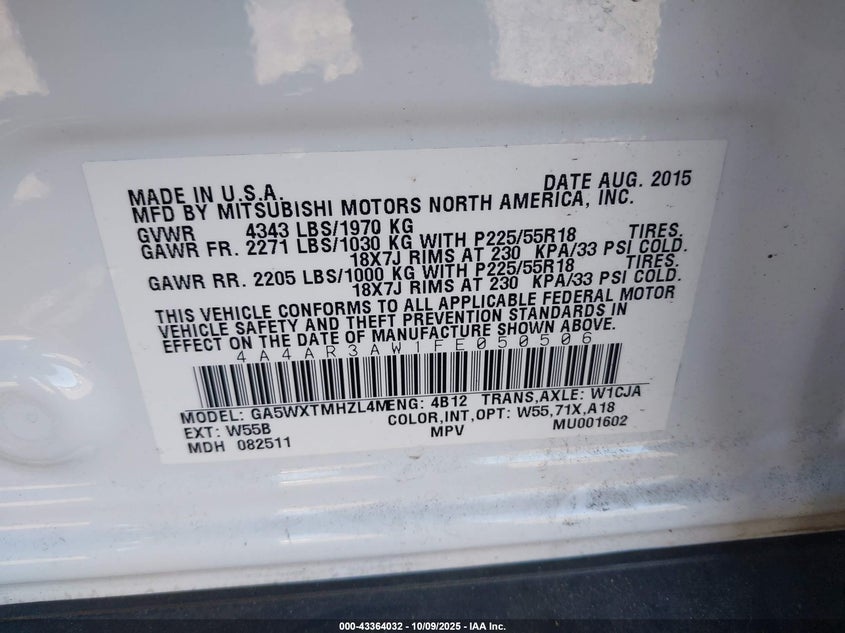 MADE IN U.S.A. DATE AUG. 2015
MFD BY MITSUBISHI MOTORS NORTH AMERICA, INC.
GVWR 4343 LBS/1970 KG
GAWR FR. 2271 LBS/1030 KG WITH P225/55R18 TIRES.
18X7J RIMS AT 230 KPA/33 PSI COLD.
GAWR RR. 2205 LBS/1000 KG WITH P225/55R18 TIRES.
18X7J RIMS AT 230 KPA/33 PSI COLD.
THIS VEHICLE CONFORMS TO ALL APPLICABLE FEDERAL MOTOR
VEHICLE SAFETY AND THEFT PREVENTION STANDARDS IN
EFFECT ON THE DATE OF MANUFACTURE SHOWN ABOVE.
4A4AR3AW1FE050506
MODEL: GA5WXTMHZL4M ENG: 4B12 TRANS,AXLE: W1CJA
EXT: W55B COLOR,INT,OPT: W55,71X,A18
MDH 082511 MPV MU001602
000-43364032 - 10/09/2025 - IAA Inc.